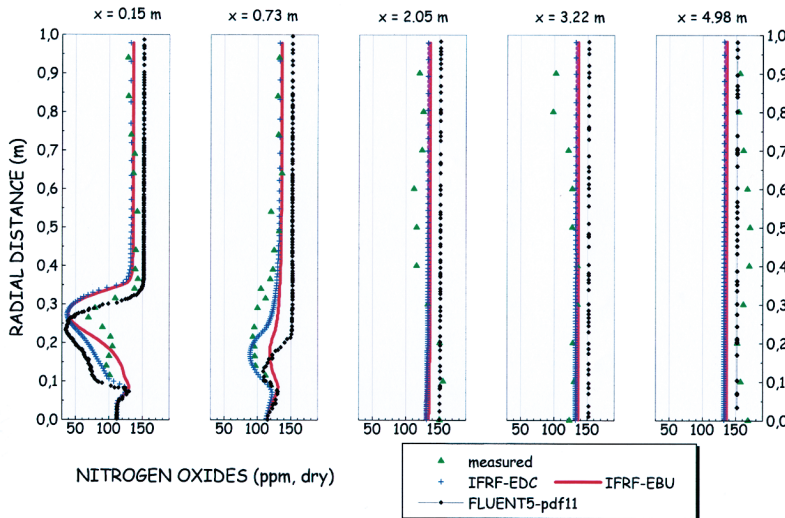 x = 0.15 m x = 0.73 m x = 2.05 m x = 3.22 m x = 4.98 m
1,0 1,0
0,9 0,9
0,8 0,8
0,7 0,7
0,6 0,6
0,5 0,5
0,4 0,4
0,3 0,3
0,2 0,2
0,1 0,1
0,0 0,0
RADIAL DISTANCE (m)
50 100 150 50 100 150 50 100 150 50 100 150 50 100 150
NITROGEN OXIDES (ppm, dry)
measured
IFRF-EDC IFRF-EBU
FLUENT5-pdf11